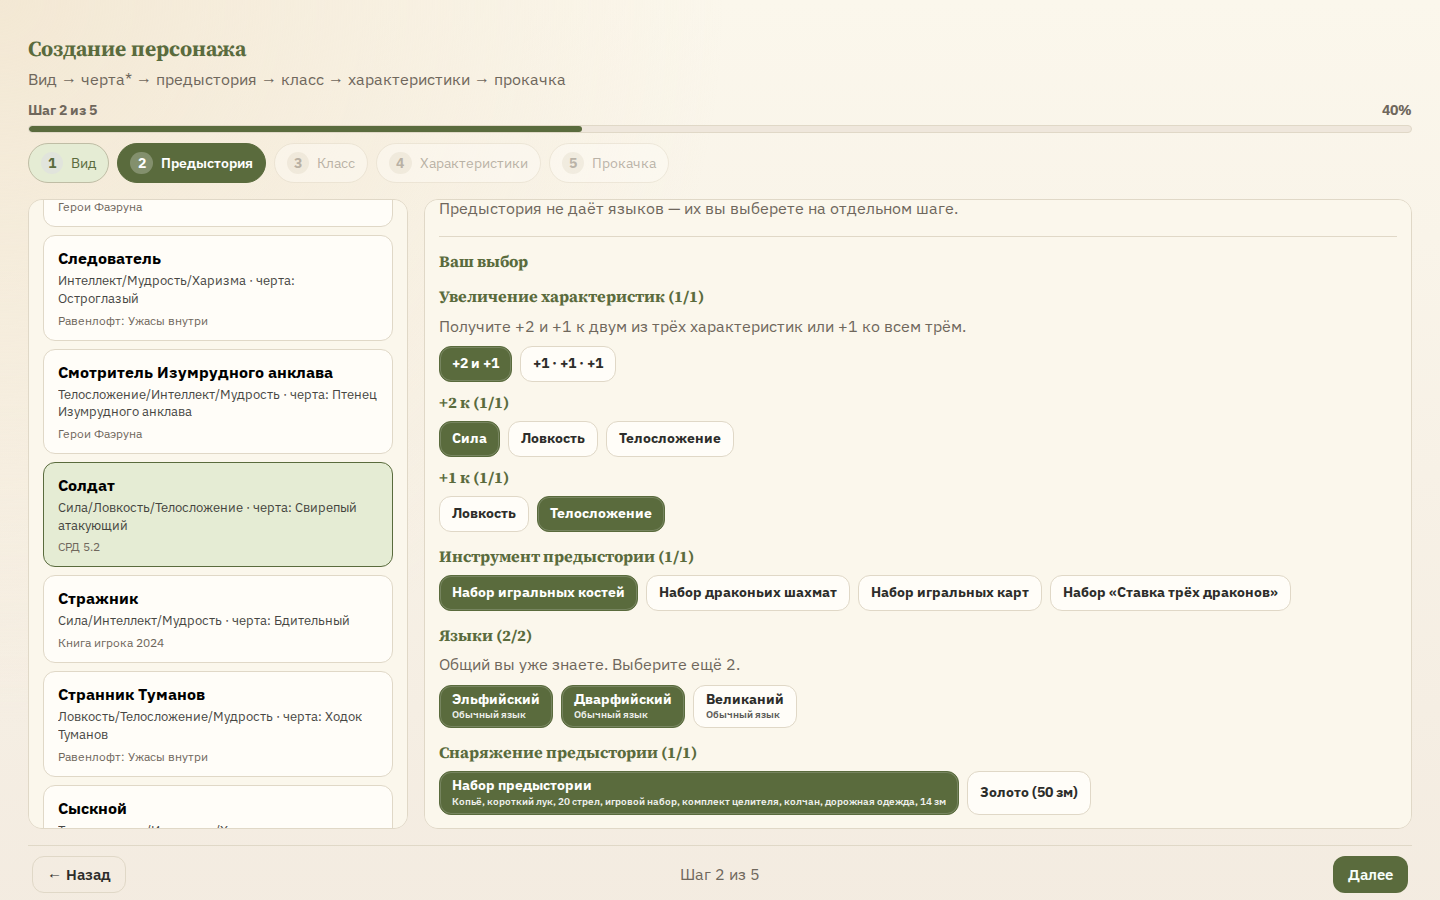 Создание персонажа
Вид → черта* → предыстория → класс → характеристики → прокачка
Шаг 2 из 5
40%
1 Вид
2 Предыстория
3 Класс
4 Характеристики
5 Прокачка
Герои Фаэруна
Следователь
Интеллект/Мудрость/Харизма · черта:
Остроглазый
Равенлофт: Ужасы внутри
Смотритель Изумрудного анклава
Телосложение/Интеллект/Мудрость · черта: Птенец
Изумрудного анклава
Герои Фаэруна
Солдат
Сила/Ловкость/Телосложение · черта: Свирепый
атакующий
СРД 5.2
Стражник
Сила/Интеллект/Мудрость · черта: Бдительный
Книга игрока 2024
Странник Туманов
Ловкость/Телосложение/Мудрость · черта: Ходок
Туманов
Равенлофт: Ужасы внутри
Сыскной
Предыстория не даёт языков — их вы выберете на отдельном шаге.
Ваш выбор
Увеличение характеристик (1/1)
Получите +2 и +1 к двум из трёх характеристик или +1 ко всем трём.
+2 и +1
+1 · +1 · +1
+2 к (1/1)
Сила
Ловкость
Телосложение
+1 к (1/1)
Ловкость
Телосложение
Инструмент предыстории (1/1)
Набор игральных костей
Набор драконьих шахмат
Набор игральных карт
Набор «Ставка трёх драконов»
Языки (2/2)
Общий вы уже знаете. Выберите ещё 2.
Эльфийский
Обычный язык
Дварфийский
Обычный язык
Великаний
Обычный язык
Снаряжение предыстории (1/1)
Набор предыстории
Копьё, короткий лук, 20 стрел, игровой набор, комплект целителя, колчан, дорожная одежда, 14 зм
Золото (50 зм)
← Назад
Шаг 2 из 5
Далее